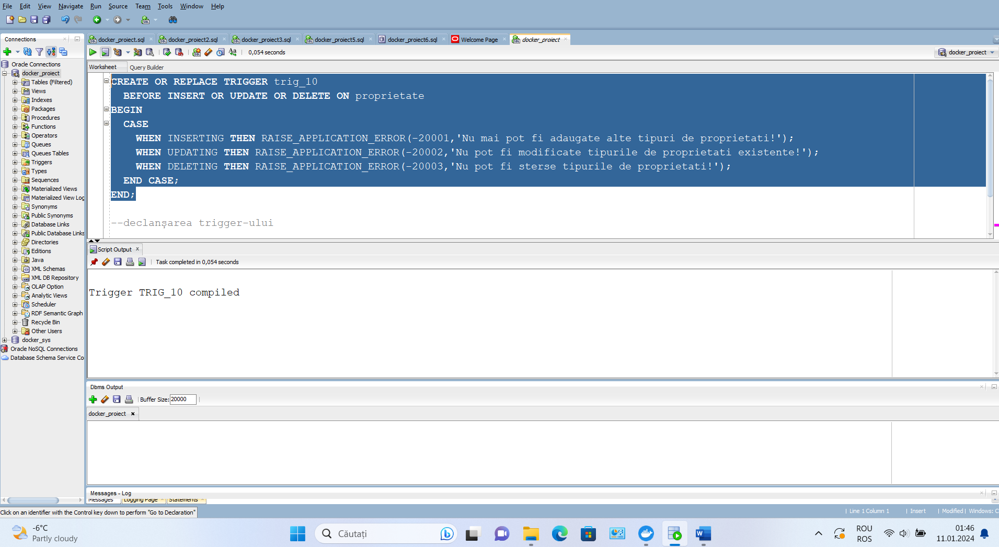 File Edit View Navigate Run Source Team Tools Window Help
Connections
docker_proiect.sql docker_proiect2.sql docker_proiect3.sql docker_proiect5.sql docker_proiect6.sql Welcome Page docker_proiect
0,054 seconds
docker_proiect
Worksheet Query Builder
Oracle Connections
docker_proiect
Tables (Filtered)
Views
Indexes
Packages
Procedures
Functions
Operators
Queues
Queues Tables
Triggers
Types
Sequences
Materialized Views
Materialized View Log
Synonyms
Public Synonyms
Database Links
Public Database Links
Directories
Editions
Java
XML Schemas
XML DB Repository
OLAP Option
Analytic Views
Scheduler
RDF Semantic Graph
Recycle Bin
Other Users
docker_sys
Oracle NoSQL Connections
Database Schema Service Co
CREATE OR REPLACE TRIGGER trig_10
BEFORE INSERT OR UPDATE OR DELETE ON proprietate
BEGIN
CASE
WHEN INSERTING THEN RAISE_APPLICATION_ERROR(-20001,'Nu mai pot fi adaugate alte tipuri de proprietati!');
WHEN UPDATING THEN RAISE_APPLICATION_ERROR(-20002,'Nu pot fi modificate tipurile de proprietati existente!');
WHEN DELETING THEN RAISE_APPLICATION_ERROR(-20003,'Nu pot fi sterse tipurile de proprietati!');
END CASE;
END;
--declanșarea trigger-ului
Script Output
Task completed in 0,054 seconds
Trigger TRIG_10 compiled
Dbms Output
Buffer Size: 20000
docker_proiect
Messages - Log
Messages Logging Page Statements
Click on an identifier with the Control key down to perform "Go to Declaration"
Line 1 Column 1 Insert Modified Windows: C
-6°C
Partly cloudy
Căutați
ROU
ROS
01:46
11.01.2024